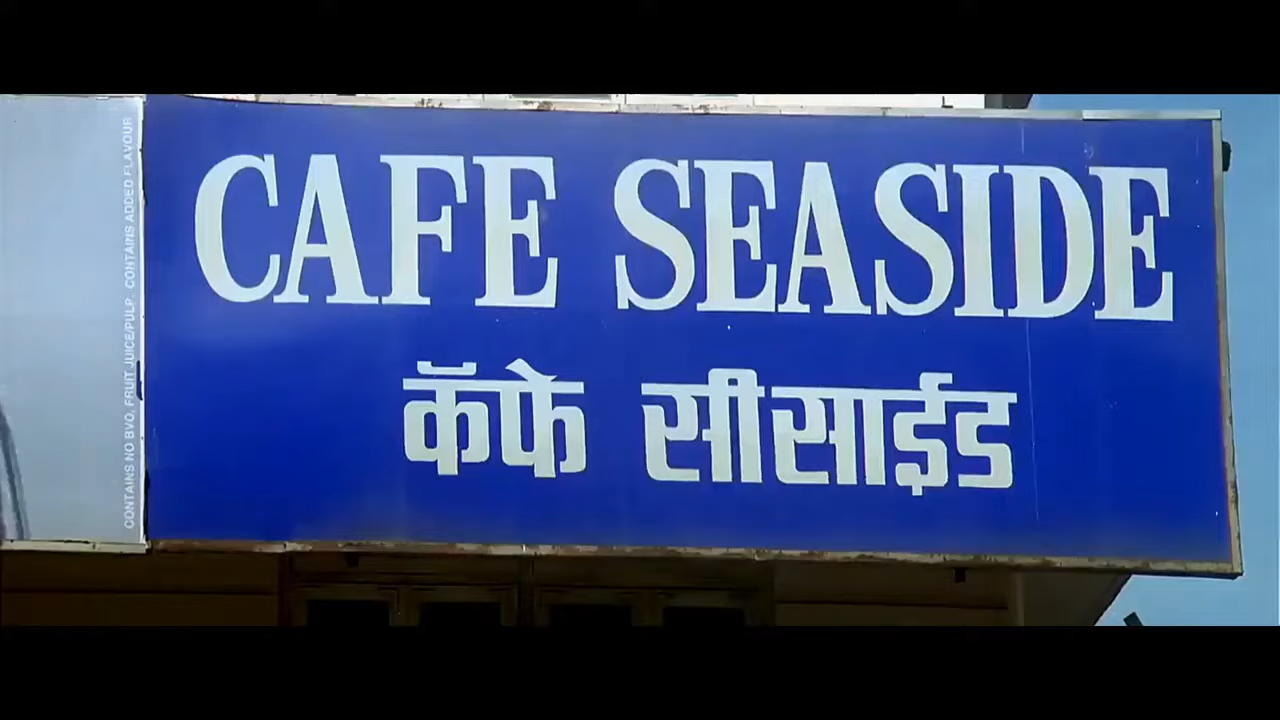 CONTAINS NO BVO, FRUIT JUICE/PULP. CONTAINS ADDED FLAVOUR
CAFE SEASIDE
कॅफे सीसाईड